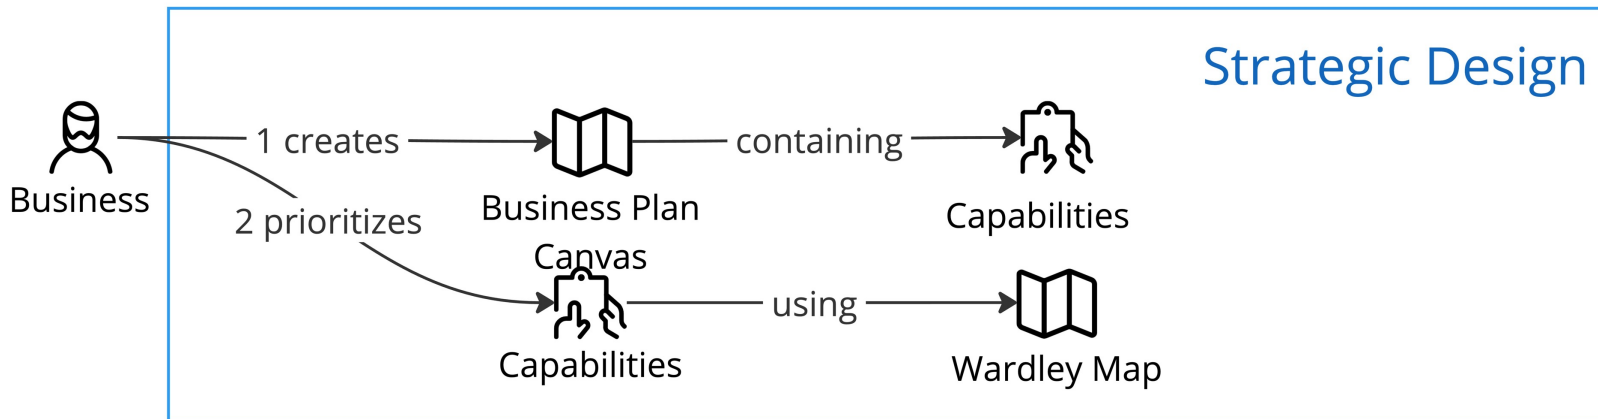 Strategic Design
Business
1 creates
Business Plan
Canvas
containing
Capabilities
2 prioritizes
Capabilities
using
Wardley Map